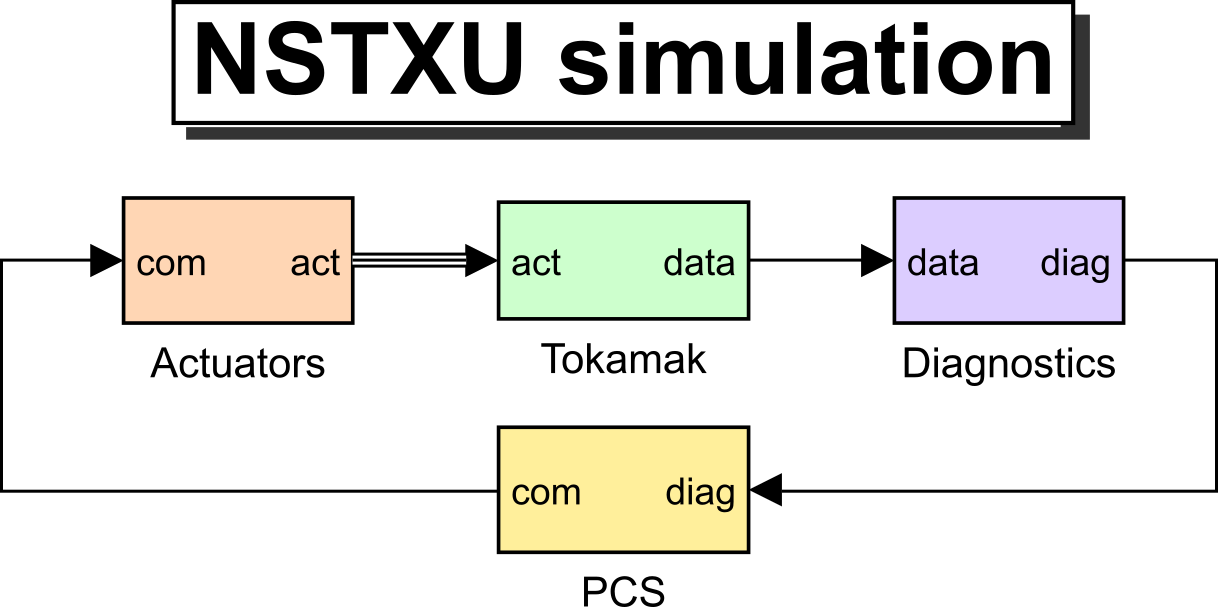 NSTXU simulation
com act
Actuators
act data
Tokamak
data diag
Diagnostics
com diag
PCS